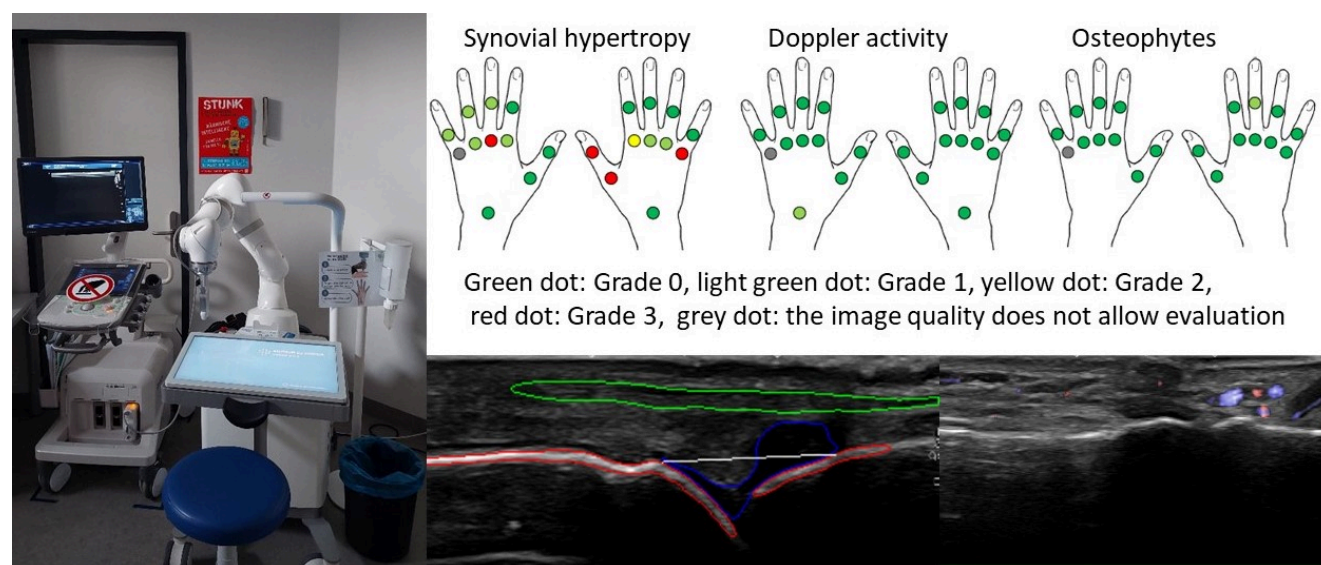 STUNK
Synovial hypertropy
Doppler activity
Osteophytes
Green dot: Grade 0, light green dot: Grade 1, yellow dot: Grade 2,
red dot: Grade 3, grey dot: the image quality does not allow evaluation